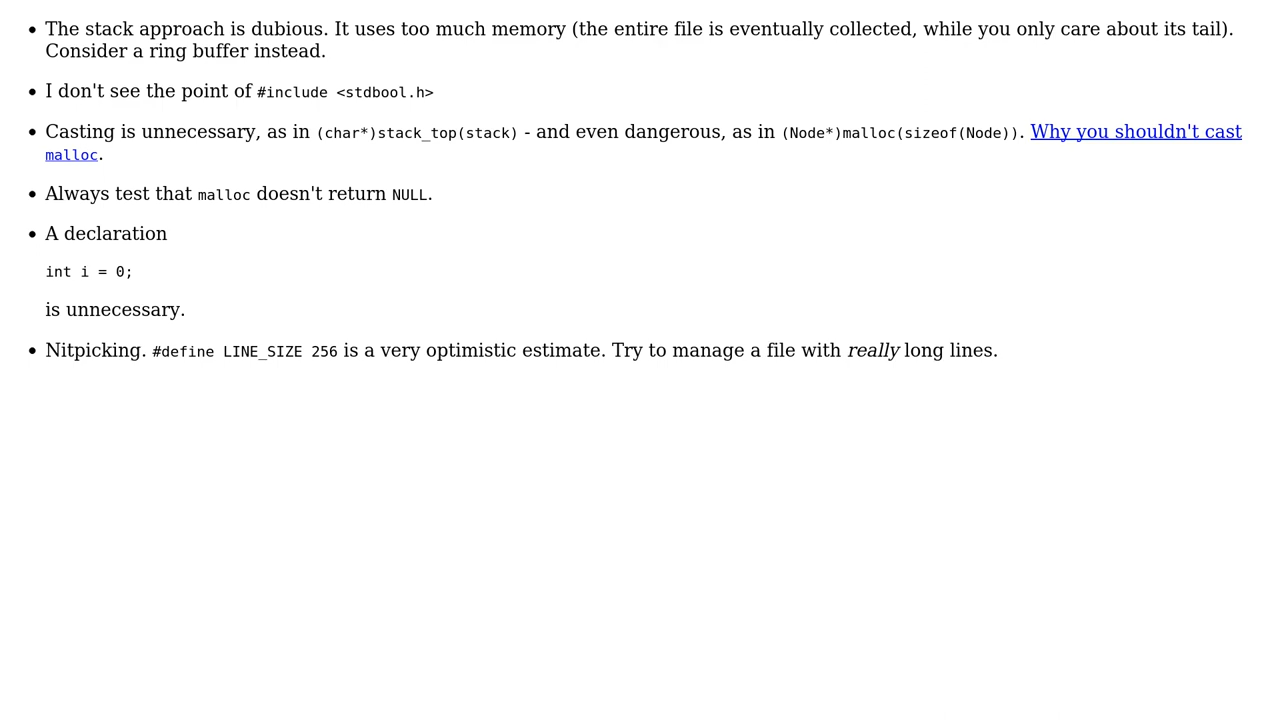 The stack approach is dubious. It uses too much memory (the entire file is eventually collected, while you only care about its tail).
Consider a ring buffer instead.
I don't see the point of #include <stdbool.h>
Casting is unnecessary, as in (char*)stack_top(stack) - and even dangerous, as in (Node*)malloc(sizeof(Node)). Why you shouldn't cast
malloc.
Always test that malloc doesn't return NULL.
A declaration
int i = 0;
is unnecessary.
Nitpicking. #define LINE_SIZE 256 is a very optimistic estimate. Try to manage a file with really long lines.